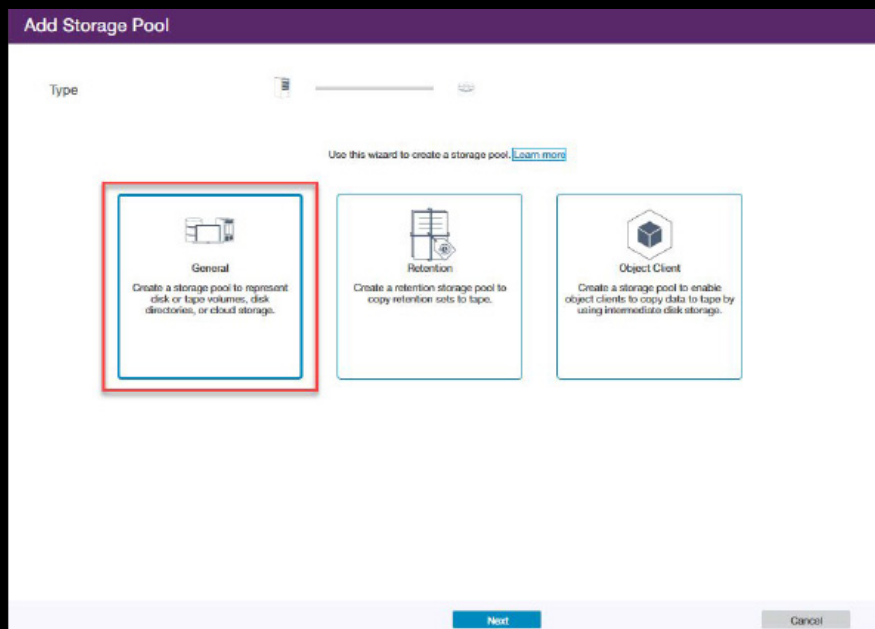 Add Storage Pool
Type
Use this wizard to create a storage pool. Learn more
General
Create a storage pool to represent
disk or tape volumes, disk
directories, or cloud storage.
Retention
Create a retention storage pool to
copy retention sets to tape.
Object Client
Create a storage pool to enable
object clients to copy data to tape by
using intermediate disk storage.
Next
Cancel